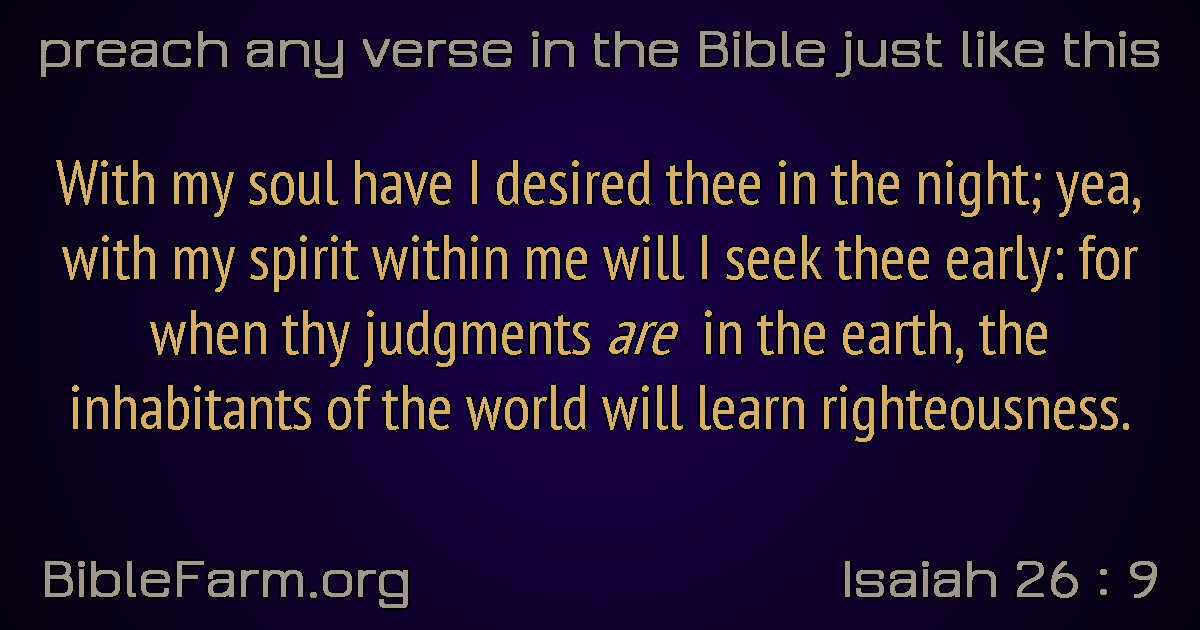 preach any verse in the Bible just like this
With my soul have I desired thee in the night; yea,
with my spirit within me will I seek thee early: for
when thy judgments are in the earth, the
inhabitants of the world will learn righteousness.
BibleFarm.org
Isaiah 26 : 9